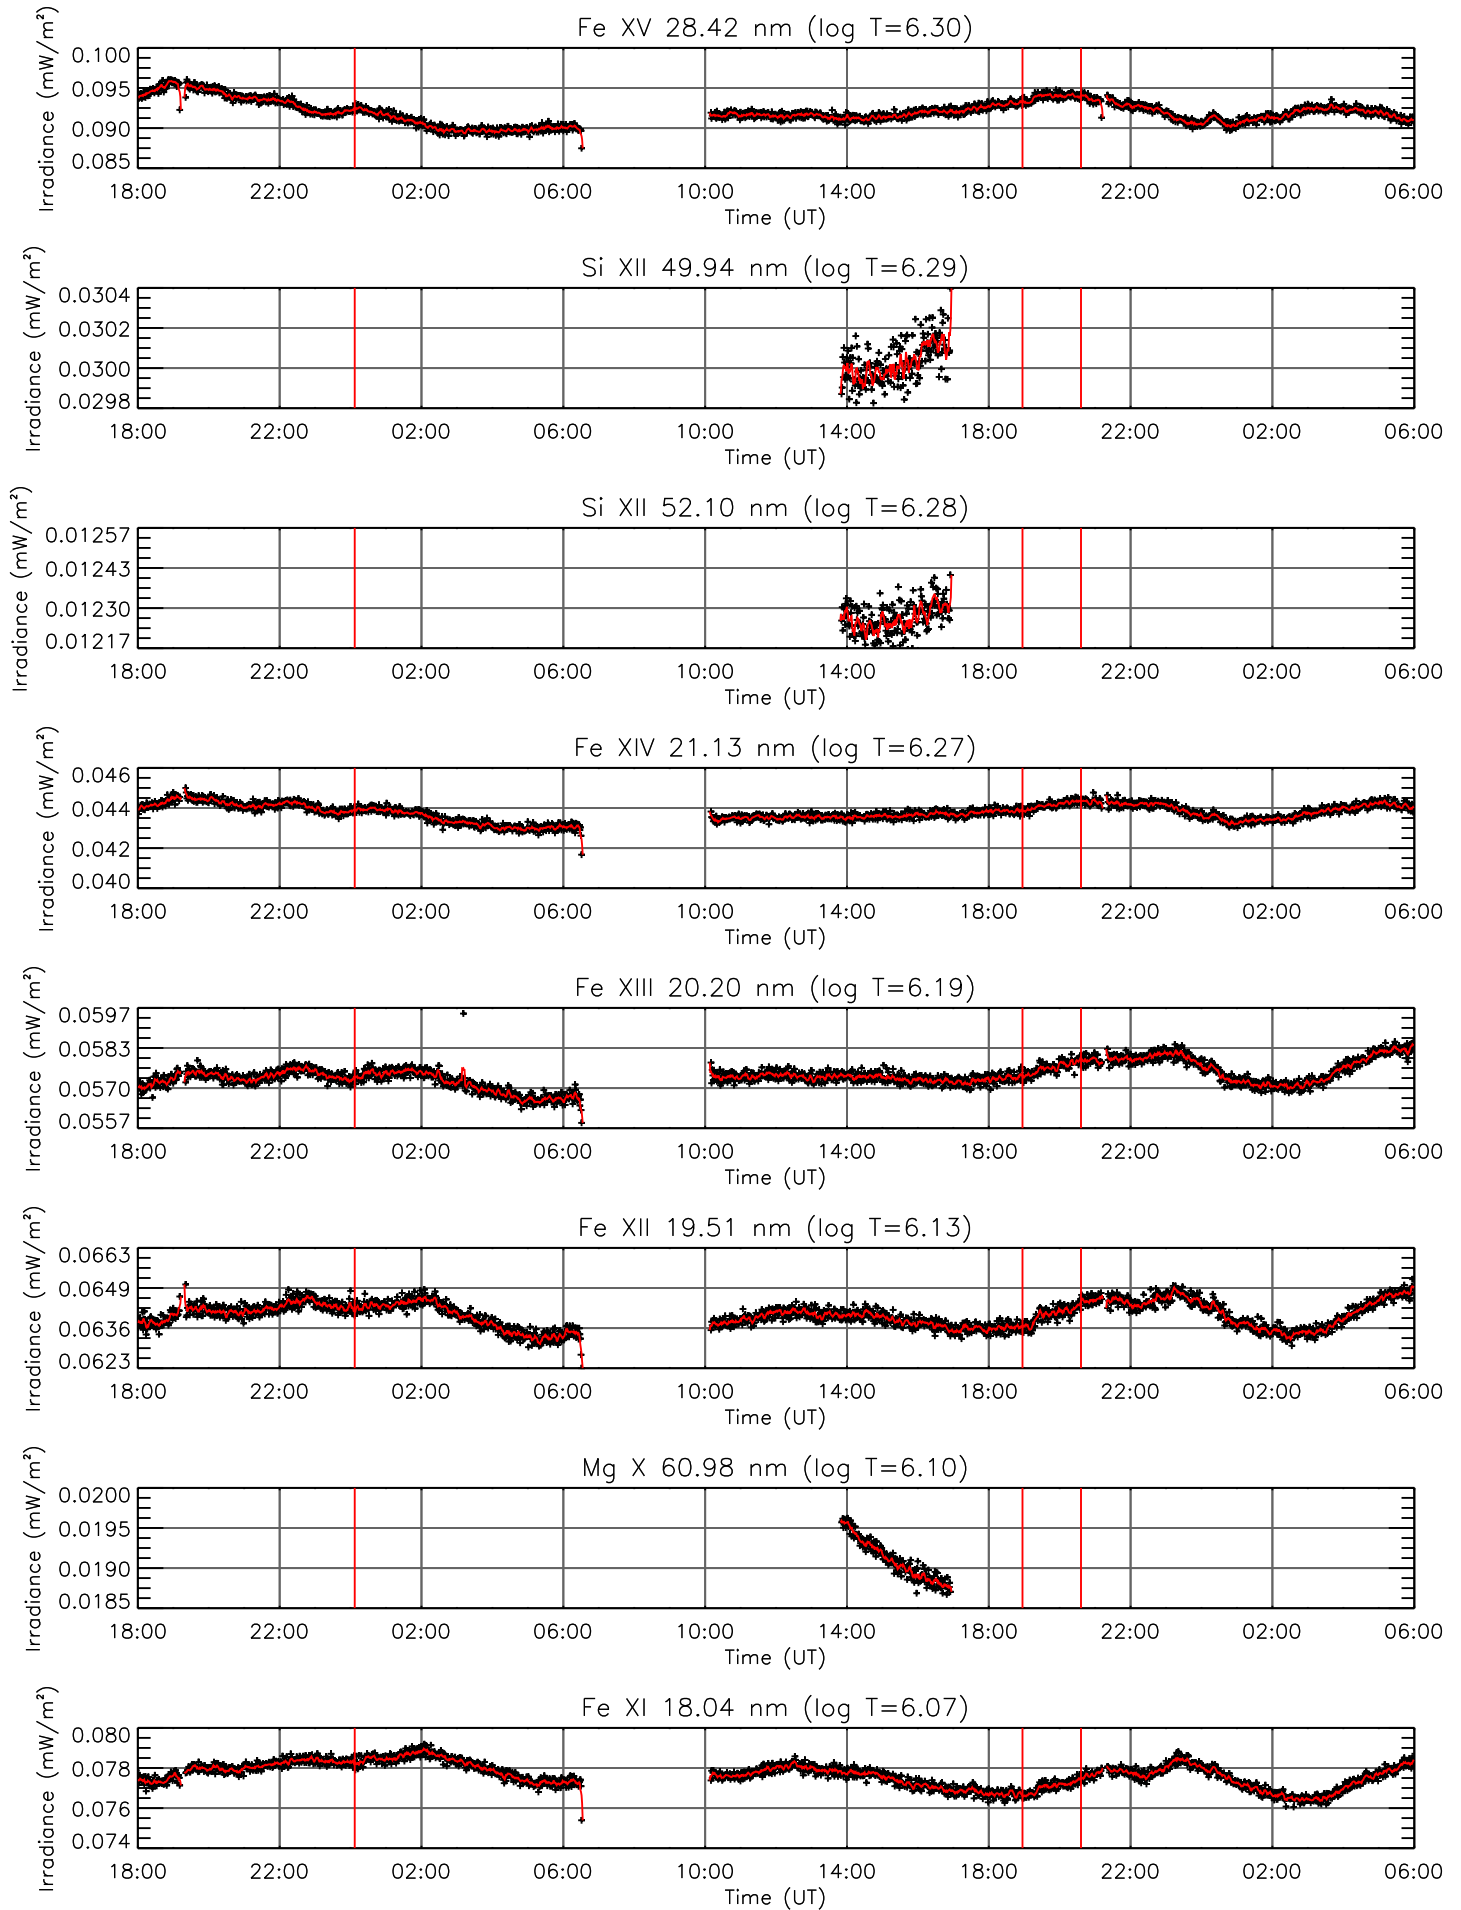 Fe XV 28.42 nm (log T=6.30)
Irradiance (mW/m²)
0.100
0.095
0.090
0.085
18:00 22:00 02:00 06:00 10:00 14:00 18:00 22:00 02:00 06:00
Time (UT)
Si XII 49.94 nm (log T=6.29)
Irradiance (mW/m²)
0.0304
0.0302
0.0300
0.0298
18:00 22:00 02:00 06:00 10:00 14:00 18:00 22:00 02:00 06:00
Time (UT)
Si XII 52.10 nm (log T=6.28)
Irradiance (mW/m²)
0.01257
0.01243
0.01230
0.01217
18:00 22:00 02:00 06:00 10:00 14:00 18:00 22:00 02:00 06:00
Time (UT)
Fe XIV 21.13 nm (log T=6.27)
Irradiance (mW/m²)
0.046
0.044
0.042
0.040
18:00 22:00 02:00 06:00 10:00 14:00 18:00 22:00 02:00 06:00
Time (UT)
Fe XIII 20.20 nm (log T=6.19)
Irradiance (mW/m²)
0.0597
0.0583
0.0570
0.0557
18:00 22:00 02:00 06:00 10:00 14:00 18:00 22:00 02:00 06:00
Time (UT)
Fe XII 19.51 nm (log T=6.13)
Irradiance (mW/m²)
0.0663
0.0649
0.0636
0.0623
18:00 22:00 02:00 06:00 10:00 14:00 18:00 22:00 02:00 06:00
Time (UT)
Mg X 60.98 nm (log T=6.10)
Irradiance (mW/m²)
0.0200
0.0195
0.0190
0.0185
18:00 22:00 02:00 06:00 10:00 14:00 18:00 22:00 02:00 06:00
Time (UT)
Fe XI 18.04 nm (log T=6.07)
Irradiance (mW/m²)
0.080
0.078
0.076
0.074
18:00 22:00 02:00 06:00 10:00 14:00 18:00 22:00 02:00 06:00
Time (UT)